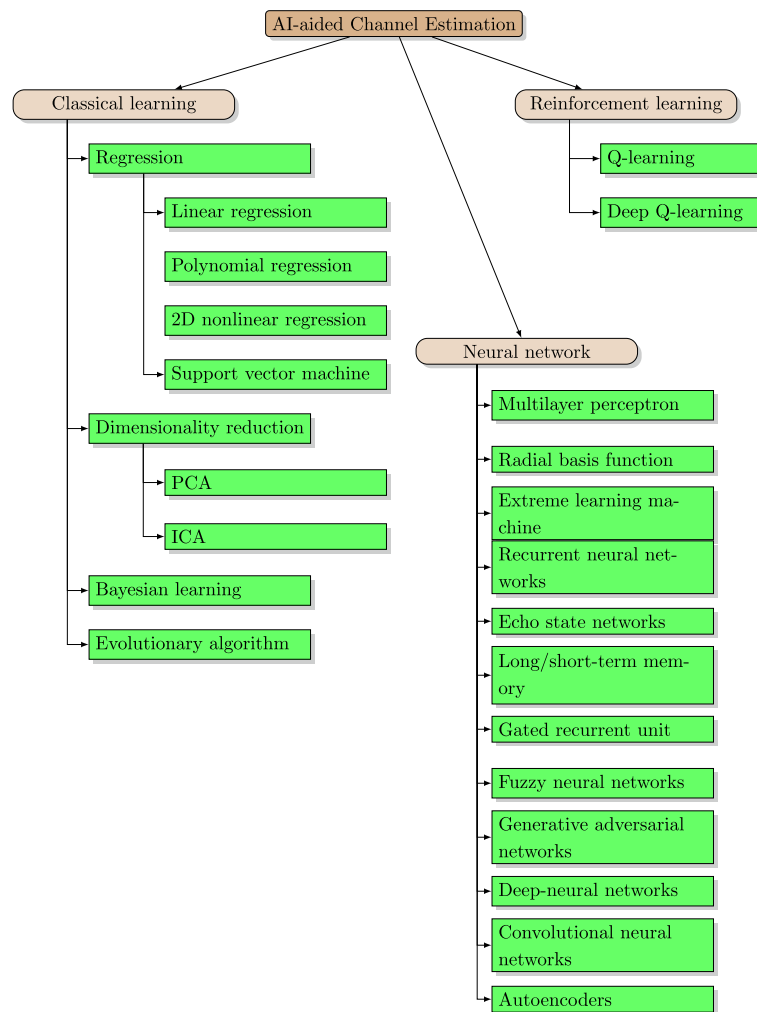 AI-aided Channel Estimation
Classical learning
Regression
Linear regression
Polynomial regression
2D nonlinear regression
Support vector machine
Dimensionality reduction
PCA
ICA
Bayesian learning
Evolutionary algorithm
Neural network
Multilayer perceptron
Radial basis function
Extreme learning ma-
chine
Recurrent neural net-
works
Echo state networks
Long/short-term mem-
ory
Gated recurrent unit
Fuzzy neural networks
Generative adversarial
networks
Deep-neural networks
Convolutional neural
networks
Autoencoders
Reinforcement learning
Q-learning
Deep Q-learning